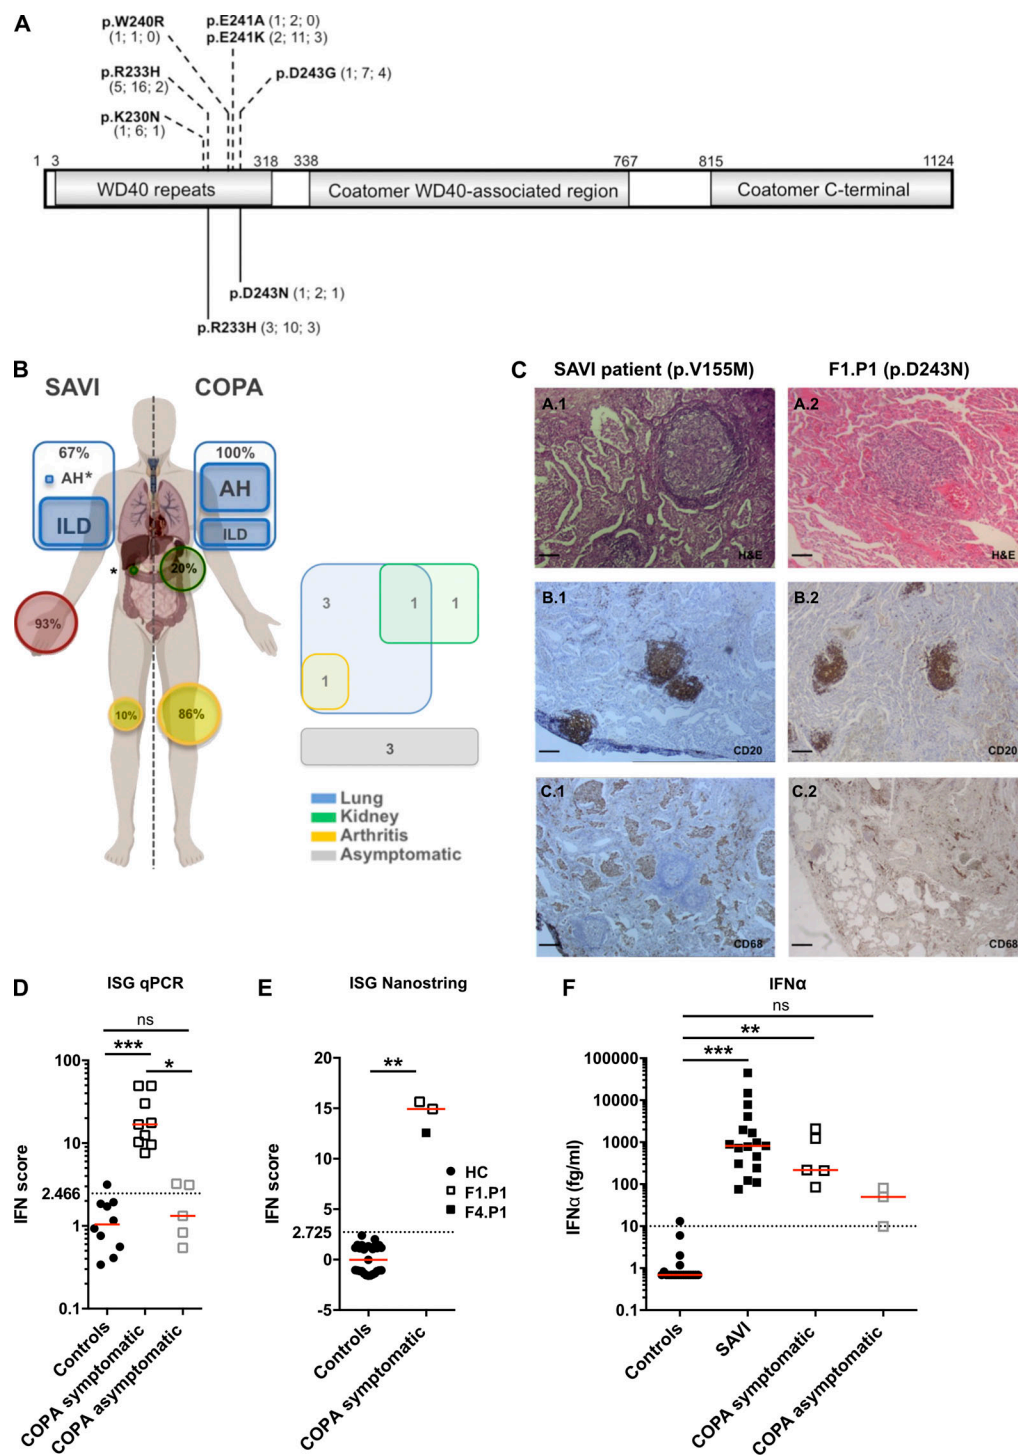 A
p.W240R
(1; 1; 0)
p.E241A (1; 2; 0)
p.E241K (2; 11; 3)
p.R233H
(5; 16; 2)
p.D243G (1; 7; 4)
p.K230N
(1; 6; 1)
1 3 318 338 767 815 1124
WD40 repeats
Coatomer WD40-associated region
Coatomer C-terminal
p.D243N (1; 2; 1)
p.R233H (3; 10; 3)
B
SAVI COPA
67%
AH*
ILD
100%
AH
ILD
*
20%
93%
10%
86%
3
1
1
1
3
Lung
Kidney
Arthritis
Asymptomatic
C
SAVI patient (p.V155M)
F1.P1 (p.D243N)
A.1
H&E
A.2
H&E
B.1
CD20
B.2
CD20
C.1
CD68
C.2
CD68
D
ISG qPCR
ns
***
*
100
10
2.466
1
0.1
IFN score
Controls
COPA symptomatic
COPA asymptomatic
E
ISG Nanostring
**
20
15
10
5
2.725
0
-5
IFN score
HC
F1.P1
F4.P1
Controls
COPA symptomatic
F
IFNα
ns
**
***
100000
10000
1000
100
10
1
0.1
IFNα (fg/ml)
Controls
SAVI
COPA symptomatic
COPA asymptomatic